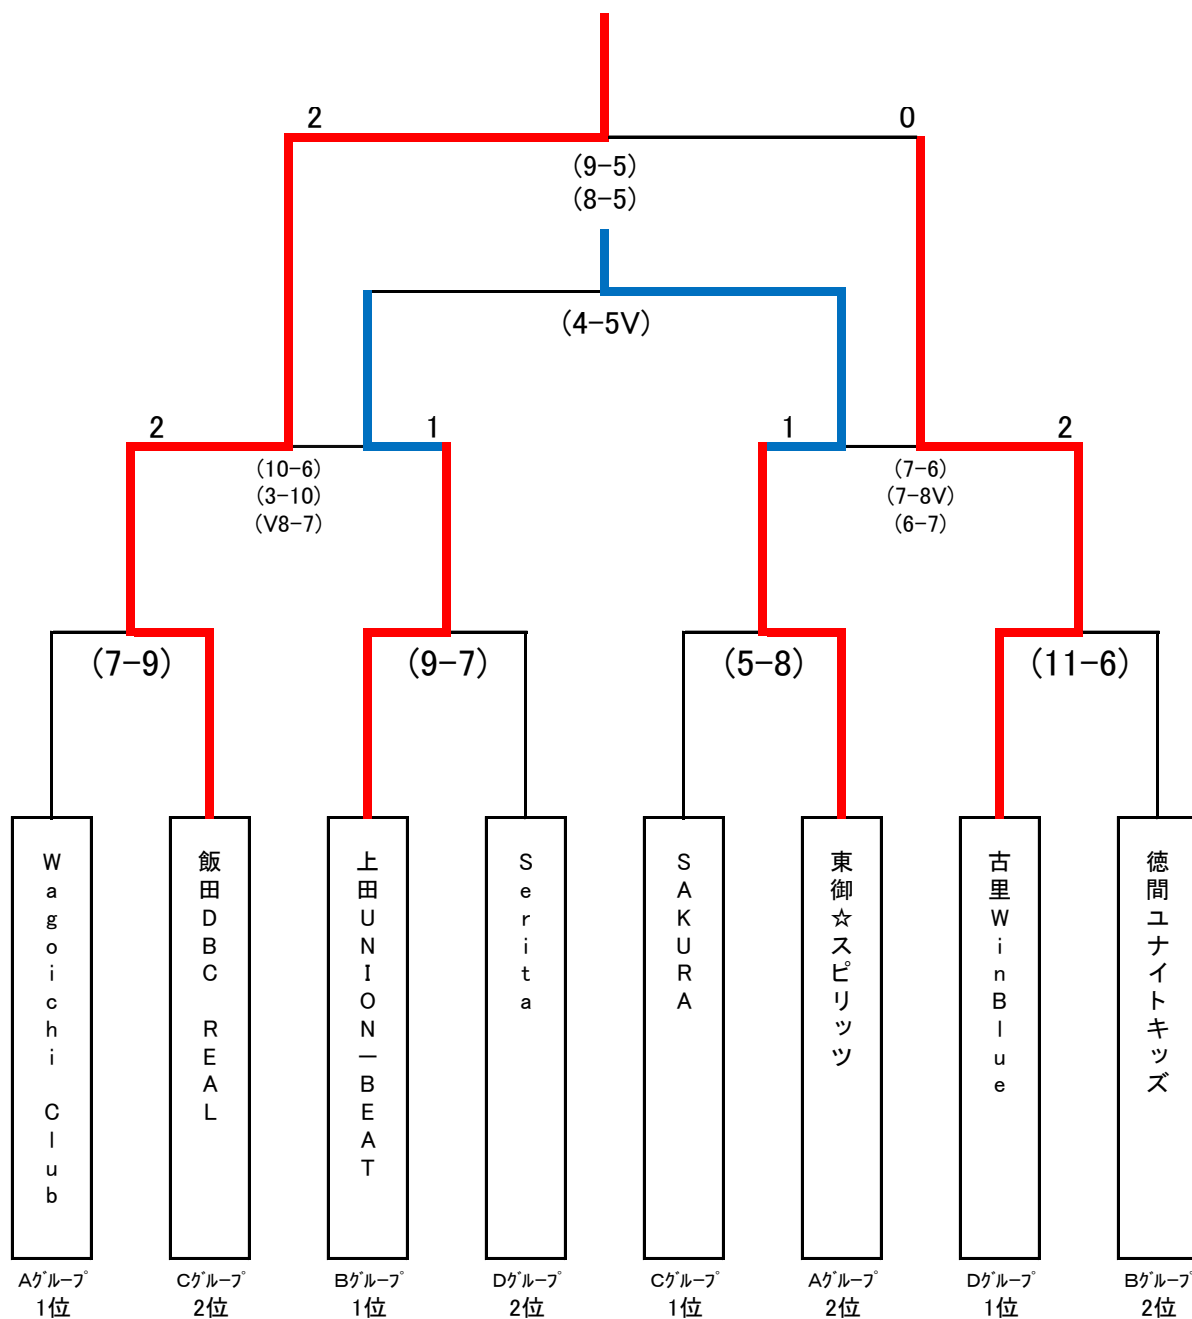 2
0
(9-5)
(8-5)
(4-5V)
2
1
1
2
(10-6)
(3-10)
(V8-7)
(7-6)
(7-8V)
(6-7)
(7-9)
(9-7)
(5-8)
(11-6)
Wagoichi Club
飯田DBC REAL
上田UNION－BEAT
Serita
SAKURA
東御☆スピリッツ
古里WinBlue
徳間ユナイトキッズ
Aｸﾞﾙｰﾌﾟ
1位
Cｸﾞﾙｰﾌﾟ
2位
Bｸﾞﾙｰﾌﾟ
1位
Dｸﾞﾙｰﾌﾟ
2位
Cｸﾞﾙｰﾌﾟ
1位
Aｸﾞﾙｰﾌﾟ
2位
Dｸﾞﾙｰﾌﾟ
1位
Bｸﾞﾙｰﾌﾟ
2位